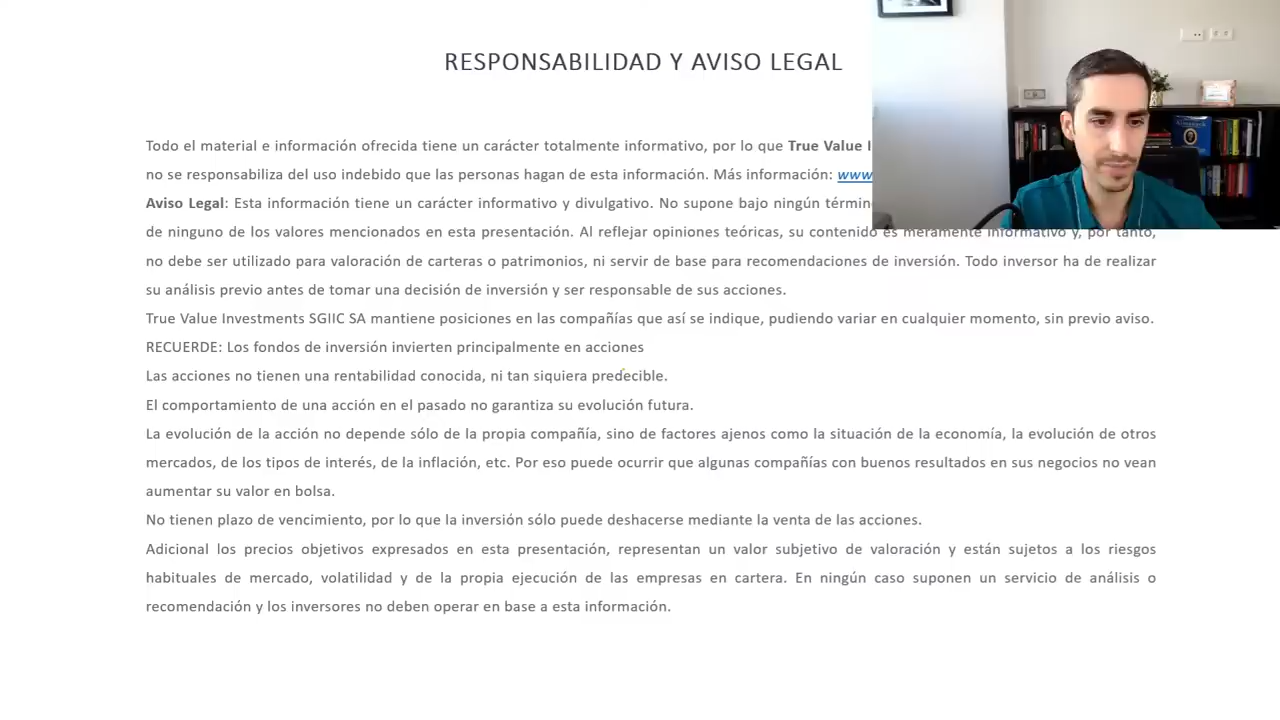 RESPONSABILIDAD Y AVISO LEGAL
Todo el material e información ofrecida tiene un carácter totalmente informativo, por lo que True Value
no se responsabiliza del uso indebido que las personas hagan de esta información. Más información: www
Aviso Legal: Esta información tiene un carácter informativo y divulgativo. No supone bajo ningún
de ninguno de los valores mencionados en esta presentación. Al reflejar opiniones teóricas, su contenido es meramente informativo y, por tanto,
no debe ser utilizado para valoración de carteras o patrimonios, ni servir de base para recomendaciones de inversión. Todo inversor ha de realizar
su análisis previo antes de tomar una decisión de inversión y ser responsable de sus acciones.
True Value Investments SGIIC SA mantiene posiciones en las compañías que así se indique, pudiendo variar en cualquier momento, sin previo aviso.
RECUERDE: Los fondos de inversión invierten principalmente en acciones
Las acciones no tienen una rentabilidad conocida, ni tan siquiera predecible.
El comportamiento de una acción en el pasado no garantiza su evolución futura.
La evolución de la acción no depende sólo de la propia compañía, sino de factores ajenos como la situación de la economía, la evolución de otros
mercados, de los tipos de interés, de la inflación, etc. Por eso puede ocurrir que algunas compañías con buenos resultados en sus negocios no vean
aumentar su valor en bolsa.
No tienen plazo de vencimiento, por lo que la inversión sólo puede deshacerse mediante la venta de las acciones.
Adicional los precios objetivos expresados en esta presentación, representan un valor subjetivo de valoración y están sujetos a los riesgos
habituales de mercado, volatilidad y de la propia ejecución de las empresas en cartera. En ningún caso suponen un servicio de análisis o
recomendación y los inversores no deben operar en base a esta información.